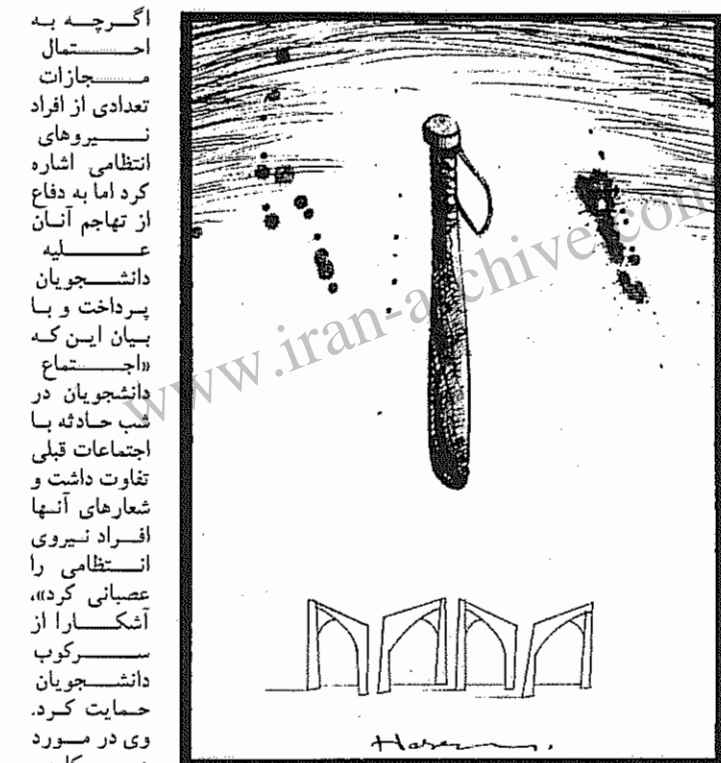 اگرچه به
احتمال
مجازات
تعدادی از افراد
نیروهای
انتظامی اشاره
کرد اما به دفاع
از تهاجم آنان
علیه
دانشجویان
پرداخت و با
بیان این که
«اجتماع
دانشجویان در
شب حادثه با
اجتماعات قبلی
تفاوت داشت و
شعارهای آنها
افراد نیروی
انتظامی را
عصبانی کرد»،
آشکارا از
سرکوب
دانشجویان
حمایت کرد.
وی در مورد
www.iran-archive.com